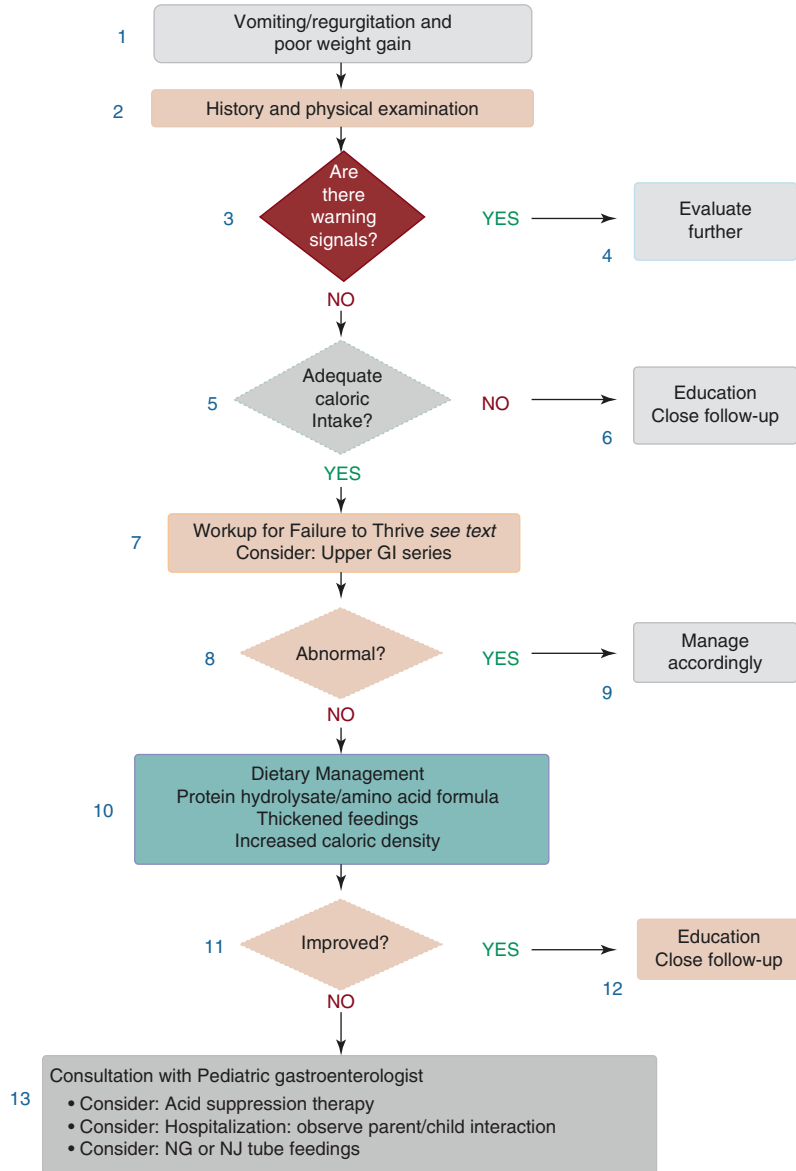 1
Vomiting/regurgitation and
poor weight gain
2
History and physical examination
3
Are
there
warning
signals?
YES
4
Evaluate
further
NO
5
Adequate
caloric
Intake?
NO
6
Education
Close follow-up
YES
7
Workup for Failure to Thrive see text
Consider: Upper GI series
8
Abnormal?
YES
9
Manage
accordingly
NO
10
Dietary Management
Protein hydrolysate/amino acid formula
Thickened feedings
Increased caloric density
11
Improved?
YES
12
Education
Close follow-up
NO
13
Consultation with Pediatric gastroenterologist
• Consider: Acid suppression therapy
• Consider: Hospitalization: observe parent/child interaction
• Consider: NG or NJ tube feedings